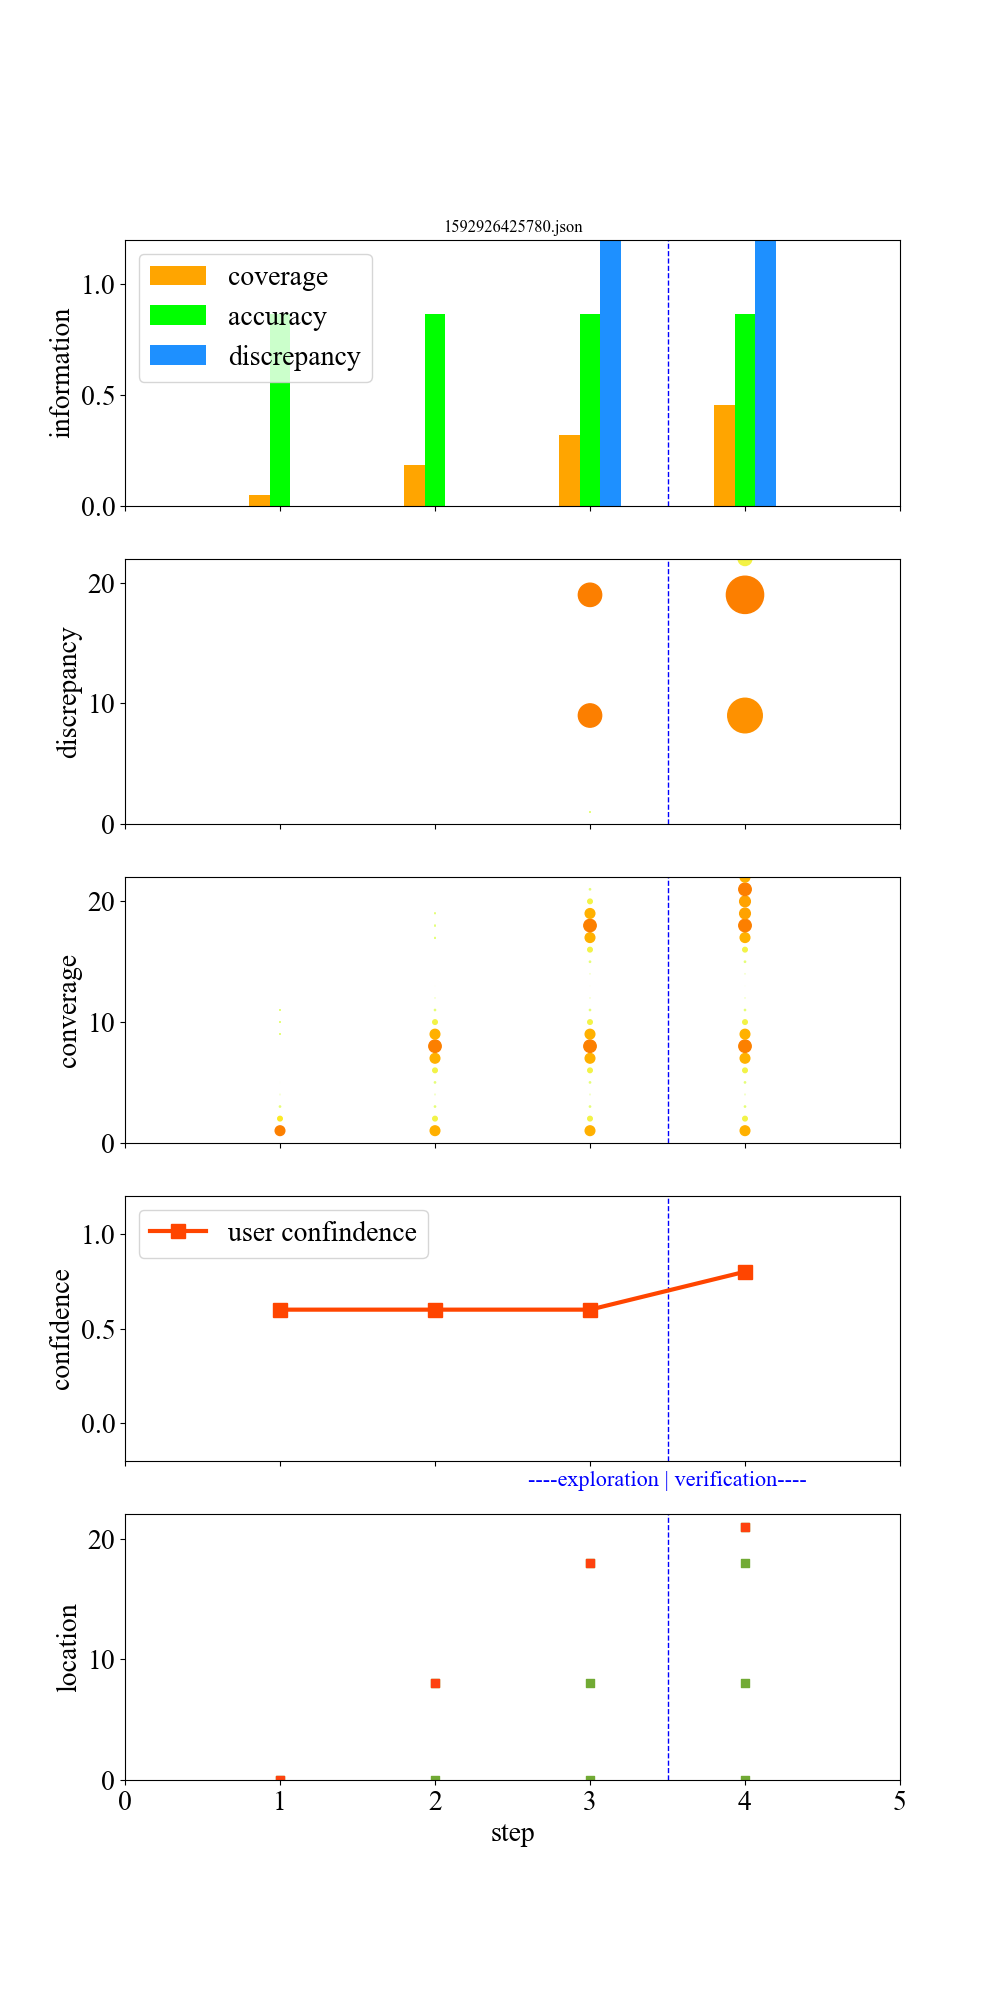 1592926425780.json
1.0
0.5
0.0
information
coverage
accuracy
discrepancy
20
10
0
discrepancy
20
10
0
converage
1.0
0.5
0.0
confidence
user confindence
----exploration | verification----
20
10
0
location
0 1 2 3 4 5
step